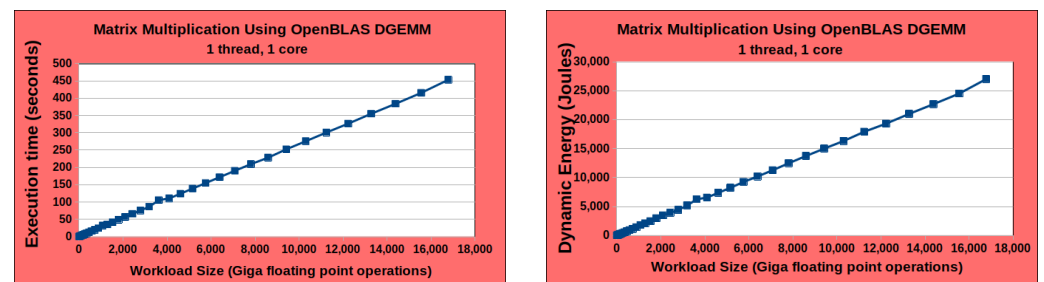 Matrix Multiplication Using OpenBLAS DGEMM
1 thread, 1 core
Execution time (seconds)
500
450
400
350
300
250
200
150
100
50
0
0 2,000 4,000 6,000 8,000 10,000 12,000 14,000 16,000 18,000
Workload Size (Giga floating point operations)
Matrix Multiplication Using OpenBLAS DGEMM
1 thread, 1 core
Dynamic Energy (Joules)
30,000
25,000
20,000
15,000
10,000
5,000
0
0 2,000 4,000 6,000 8,000 10,000 12,000 14,000 16,000 18,000
Workload Size (Giga floating point operations)